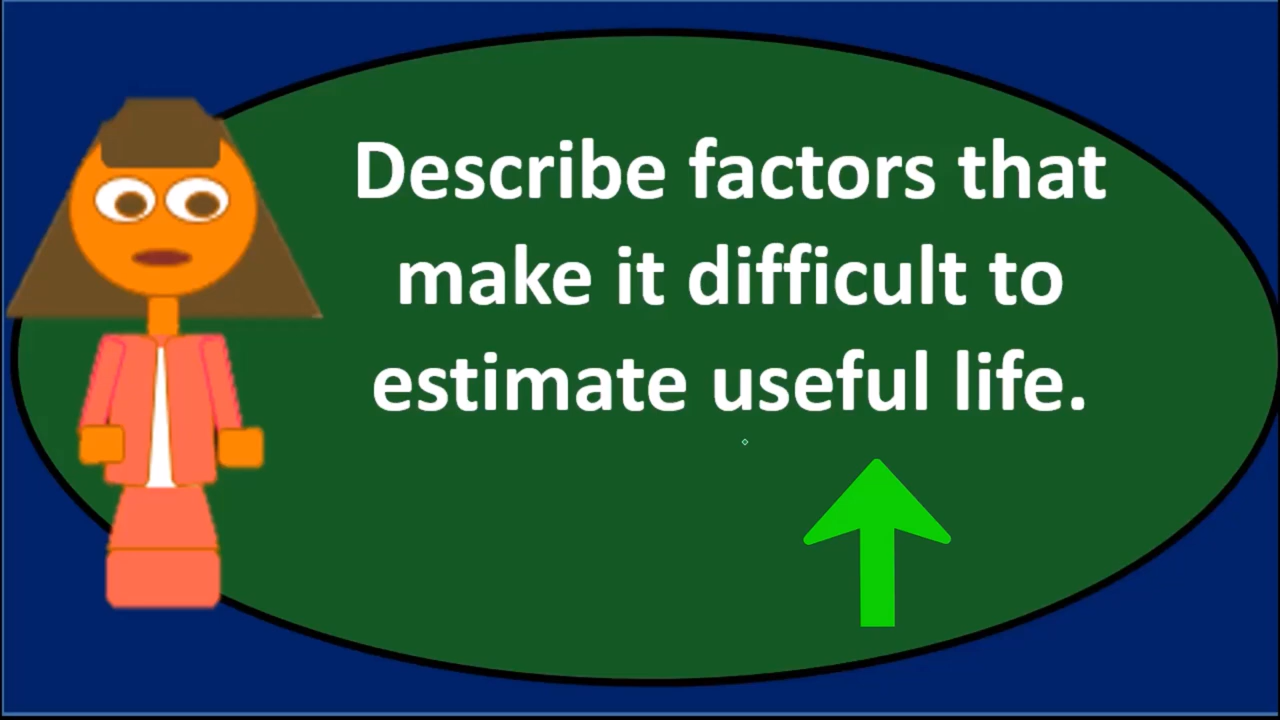 Describe factors that
make it difficult to
estimate useful life.